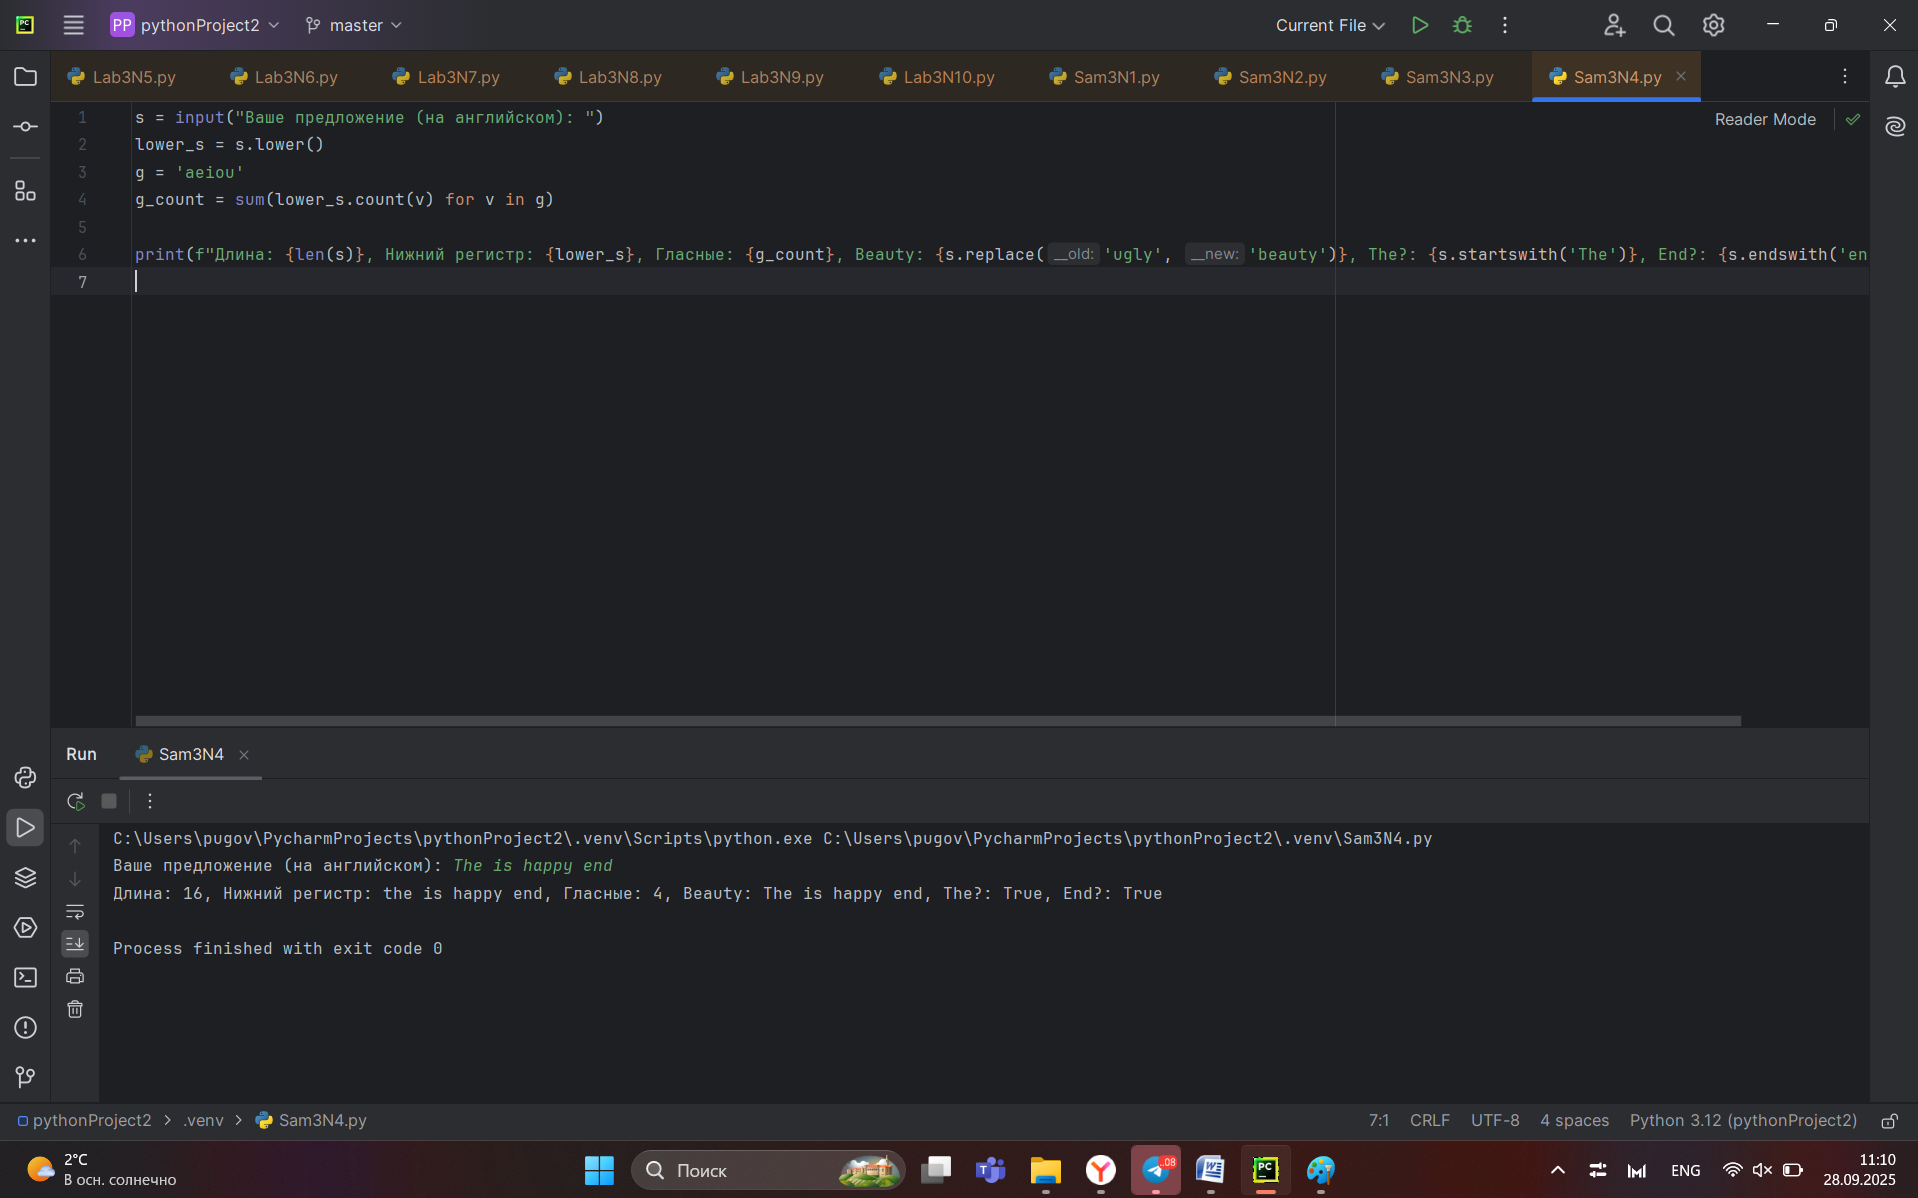 PC PP pythonProject2 master Current File
Lab3N5.py Lab3N6.py Lab3N7.py Lab3N8.py Lab3N9.py Lab3N10.py Sam3N1.py Sam3N2.py Sam3N3.py Sam3N4.py
Reader Mode
1 s = input("Ваше предложение (на английском): ")
2 lower_s = s.lower()
3 g = 'aeiou'
4 g_count = sum(lower_s.count(v) for v in g)
5
6 print(f"Длина: {len(s)}, Нижний регистр: {lower_s}, Гласные: {g_count}, Beauty: {s.replace( __old: 'ugly', __new: 'beauty')}, The?: {s.startswith('The')}, End?: {s.endswith('en
7
Run Sam3N4
C:\Users\pugov\PycharmProjects\pythonProject2\.venv\Scripts\python.exe C:\Users\pugov\PycharmProjects\pythonProject2\.venv\Sam3N4.py
Ваше предложение (на английском): The is happy end
Длина: 16, Нижний регистр: the is happy end, Гласные: 4, Beauty: The is happy end, The?: True, End?: True
Process finished with exit code 0
pythonProject2 > .venv > Sam3N4.py 7:1 CRLF UTF-8 4 spaces Python 3.12 (pythonProject2)
2°C
В осн. солнечно
Поиск
ENG
11:10
28.09.2025